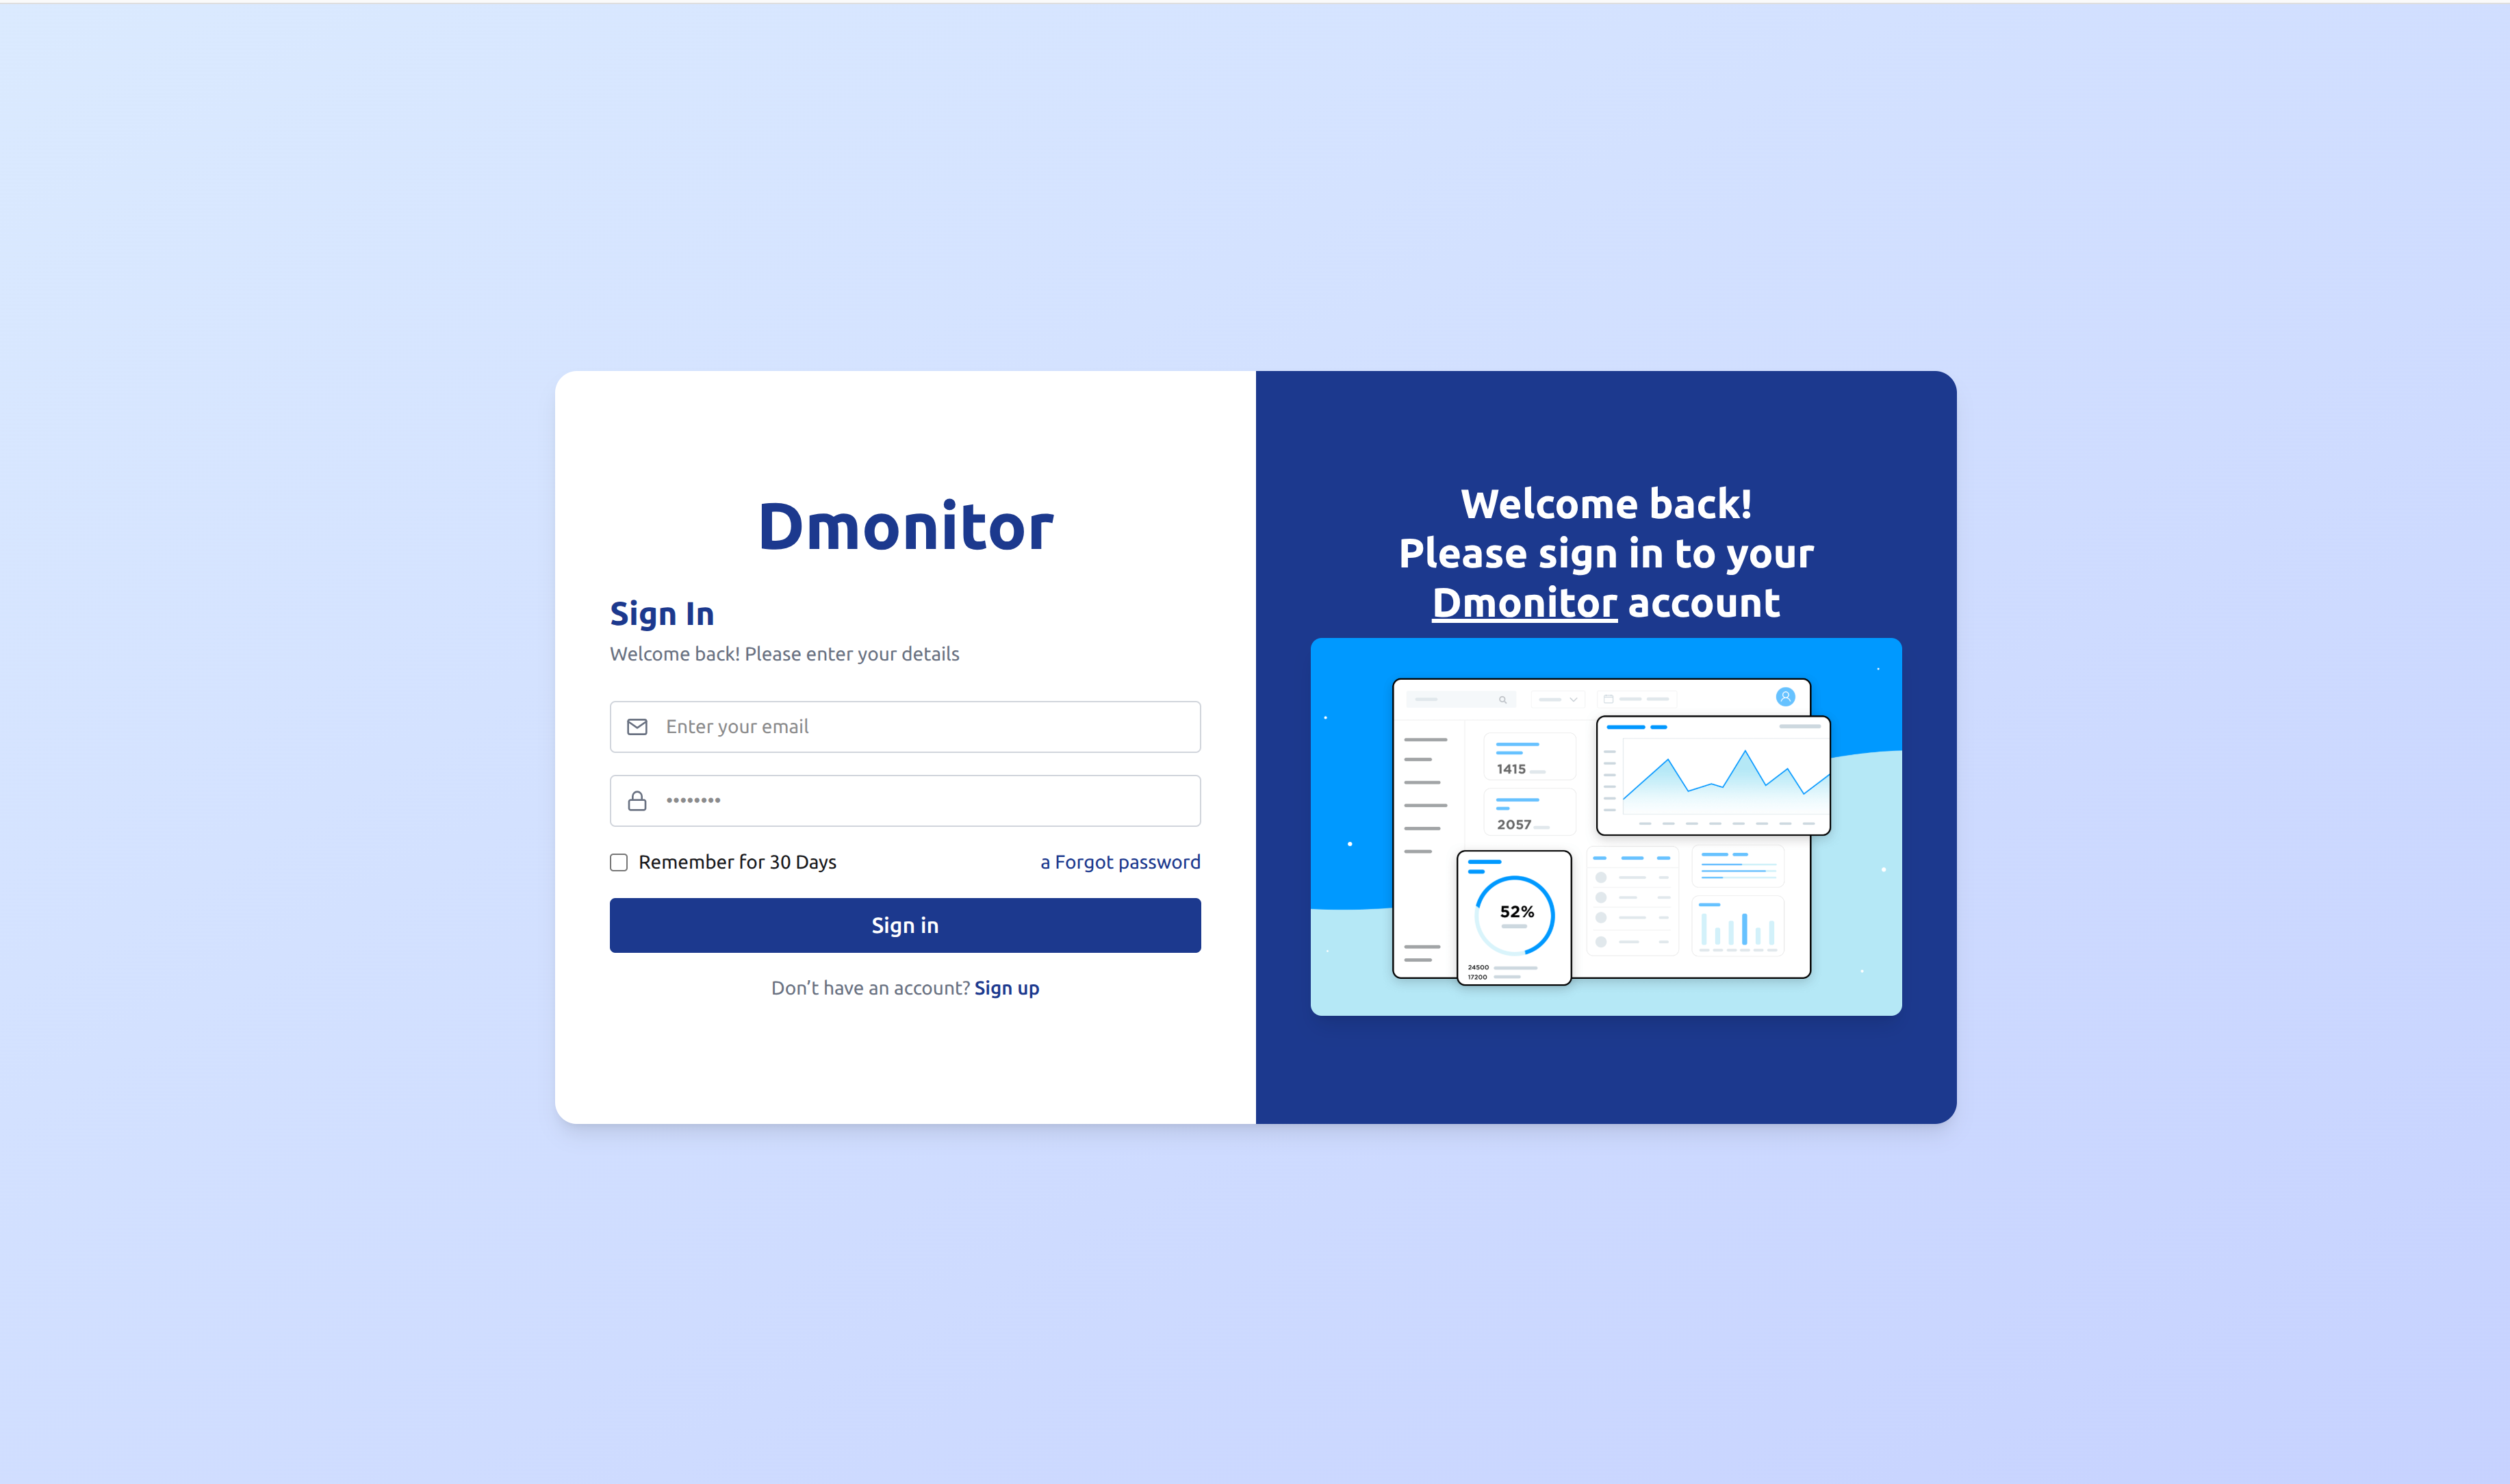 Dmonitor
Sign In
Welcome back! Please enter your details
Enter your email
••••••••
Remember for 30 Days
a Forgot password
Sign in
Don’t have an account? Sign up
Welcome back!
Please sign in to your
Dmonitor account
1415
2057
52%
24500
17200